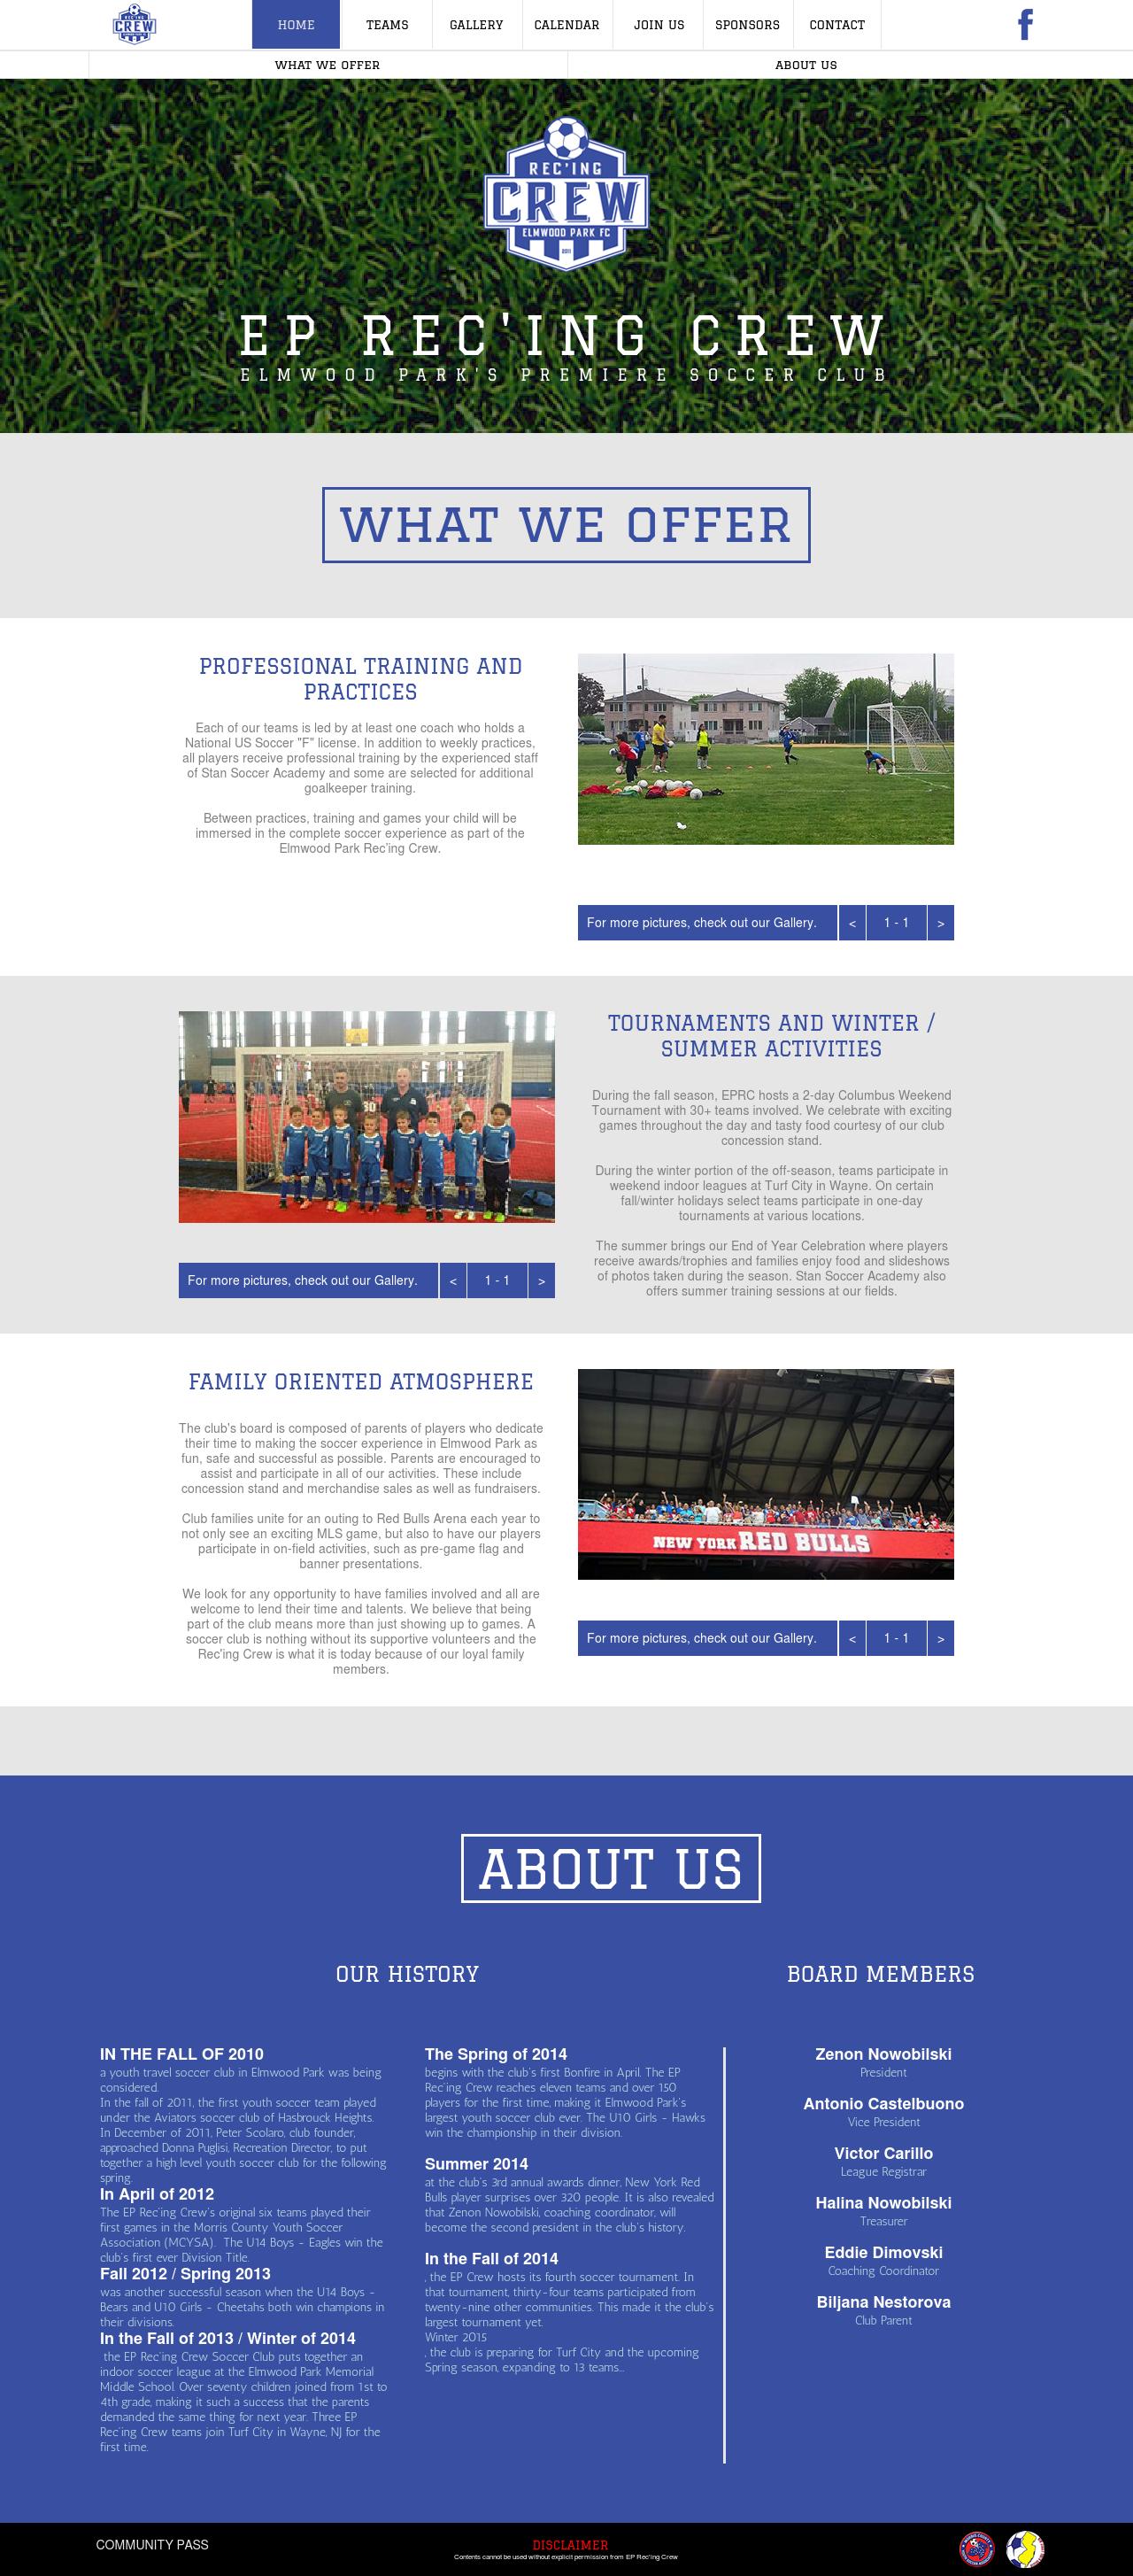 CREW
HOME
TEAMS
GALLERY
CALENDAR
JOIN US
SPONSORS
CONTACT
WHAT WE OFFER
ABOUT US
REC'ING
CREW
ELMWOOD PARK FC
2011
EP REC'ING CREW
ELMWOOD PARK'S PREMIERE SOCCER CLUB
WHAT WE OFFER
PROFESSIONAL TRAINING AND
PRACTICES
Each of our teams is led by at least one coach who holds a
National US Soccer "F" license. In addition to weekly practices,
all players receive professional training by the experienced staff
of Stan Soccer Academy and some are selected for additional
goalkeeper training.
Between practices, training and games your child will be
immersed in the complete soccer experience as part of the
Elmwood Park Rec'ing Crew.
For more pictures, check out our Gallery.
<
1 - 1
>
For more pictures, check out our Gallery.
<
1 - 1
>
TOURNAMENTS AND WINTER /
SUMMER ACTIVITIES
During the fall season, EPRC hosts a 2-day Columbus Weekend
Tournament with 30+ teams involved. We celebrate with exciting
games throughout the day and tasty food courtesy of our club
concession stand.
During the winter portion of the off-season, teams participate in
weekend indoor leagues at Turf City in Wayne. On certain
fall/winter holidays select teams participate in one-day
tournaments at various locations.
The summer brings our End of Year Celebration where players
receive awards/trophies and families enjoy food and slideshows
of photos taken during the season. Stan Soccer Academy also
offers summer training sessions at our fields.
FAMILY ORIENTED ATMOSPHERE
The club's board is composed of parents of players who dedicate
their time to making the soccer experience in Elmwood Park as
fun, safe and successful as possible. Parents are encouraged to
assist and participate in all of our activities. These include
concession stand and merchandise sales as well as fundraisers.
Club families unite for an outing to Red Bulls Arena each year to
not only see an exciting MLS game, but also to have our players
participate in on-field activities, such as pre-game flag and
banner presentations.
We look for any opportunity to have families involved and all are
welcome to lend their time and talents. We believe that being
part of the club means more than just showing up to games. A
soccer club is nothing without its supportive volunteers and the
Rec'ing Crew is what it is today because of our loyal family
members.
NEW YORK RED BULLS
For more pictures, check out our Gallery.
<
1 - 1
>
ABOUT US
OUR HISTORY
IN THE FALL OF 2010
a youth travel soccer club in Elmwood Park was being
considered.
In the fall of 2011, the first youth soccer team played
under the Aviators soccer club of Hasbrouck Heights.
In December of 2011, Peter Scolaro, club founder,
approached Donna Puglisi, Recreation Director, to put
together a high level youth soccer club for the following
spring.
In April of 2012
The EP Rec'ing Crew's original six teams played their
first games in the Morris County Youth Soccer
Association (MCYSA). The U14 Boys - Eagles win the
club's first ever Division Title.
Fall 2012 / Spring 2013
was another successful season when the U14 Boys -
Bears and U10 Girls - Cheetahs both win champions in
their divisions.
In the Fall of 2013 / Winter of 2014
the EP Rec'ing Crew Soccer Club puts together an
indoor soccer league at the Elmwood Park Memorial
Middle School. Over seventy children joined from 1st to
4th grade, making it such a success that the parents
demanded the same thing for next year. Three EP
Rec'ing Crew teams join Turf City in Wayne, NJ for the
first time.
The Spring of 2014
begins with the club's first Bonfire in April. The EP
Rec'ing Crew reaches eleven teams and over 150
players for the first time, making it Elmwood Park's
largest youth soccer club ever. The U10 Girls - Hawks
win the championship in their division.
Summer 2014
at the club's 3rd annual awards dinner, New York Red
Bulls player surprises over 320 people. It is also revealed
that Zenon Nowobilski, coaching coordinator, will
become the second president in the club's history.
In the Fall of 2014
, the EP Crew hosts its fourth soccer tournament. In
that tournament, thirty-four teams participated from
twenty-nine other communities. This made it the club's
largest tournament yet.
Winter 2015
, the club is preparing for Turf City and the upcoming
Spring season, expanding to 13 teams...
BOARD MEMBERS
Zenon Nowobilski
President
Antonio Castelbuono
Vice President
Victor Carillo
League Registrar
Halina Nowobilski
Treasurer
Eddie Dimovski
Coaching Coordinator
Biljana Nestorova
Club Parent
COMMUNITY PASS
DISCLAIMER
Contents cannot be used without explicit permission from EP Rec'ing Crew